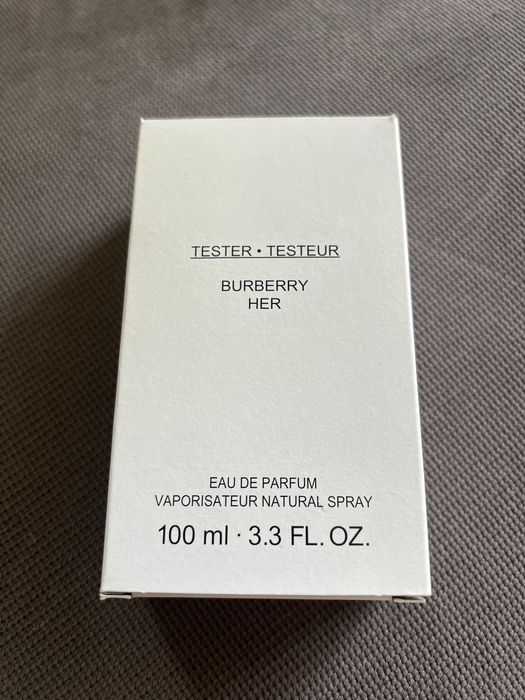 TESTER • TESTEUR
BURBERRY
HER
EAU DE PARFUM
VAPORISATEUR NATURAL SPRAY
100 ml · 3.3 FL. OZ.